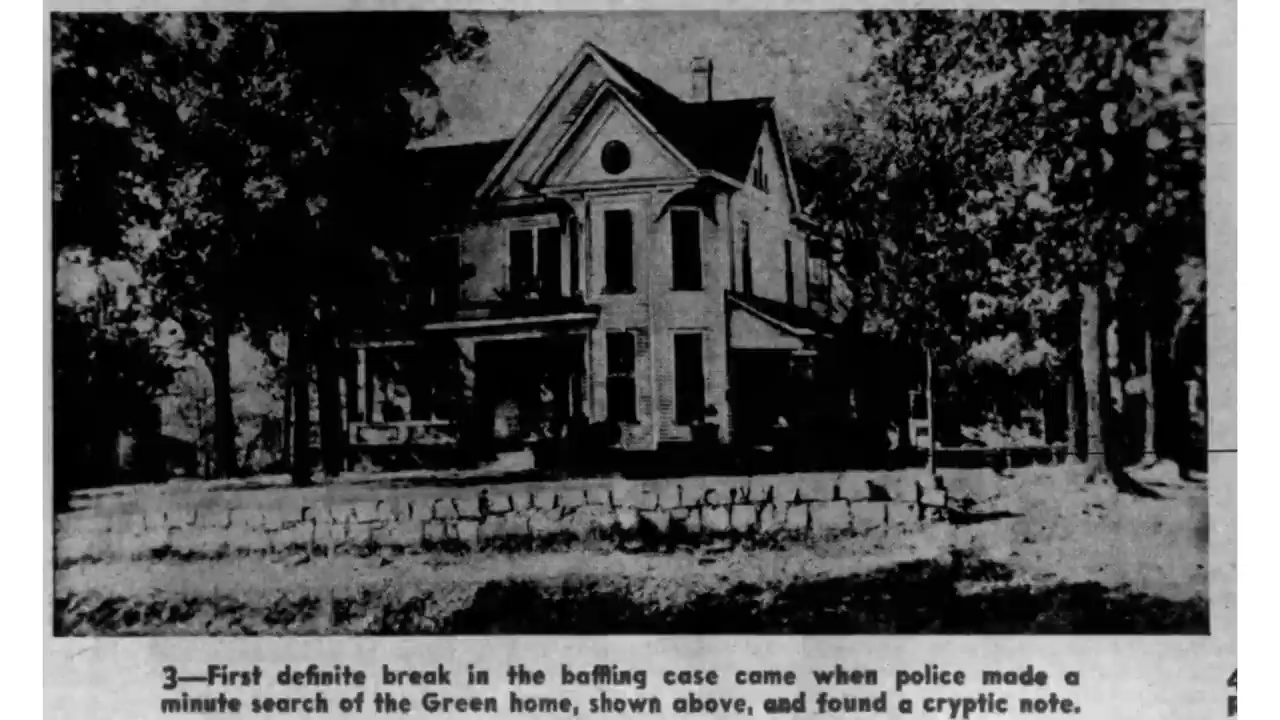 3—First definite break in the baffling case came when police made a
minute search of the Green home, shown above, and found a cryptic note.
4